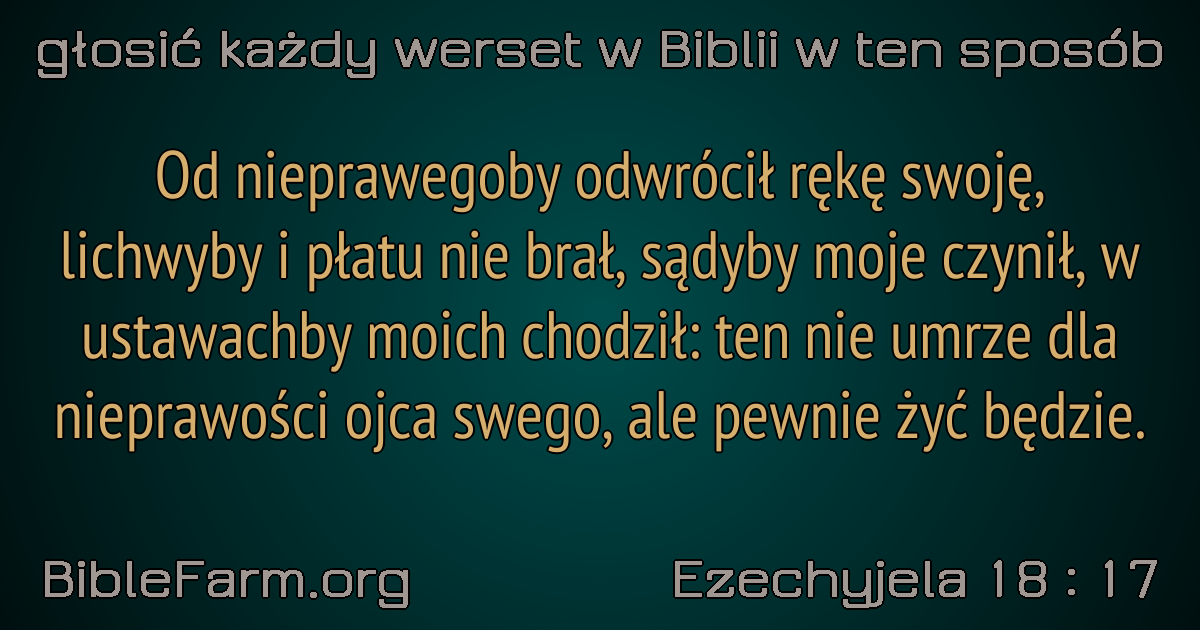 głosić każdy werset w Biblii w ten sposób
Od nieprawegoby odwrócił rękę swoję,
lichwyby i płatu nie brał, sądyby moje czynił, w
ustawachby moich chodził: ten nie umrze dla
nieprawości ojca swego, ale pewnie żyć będzie.
BibleFarm.org
Ezechyjela 18 : 17